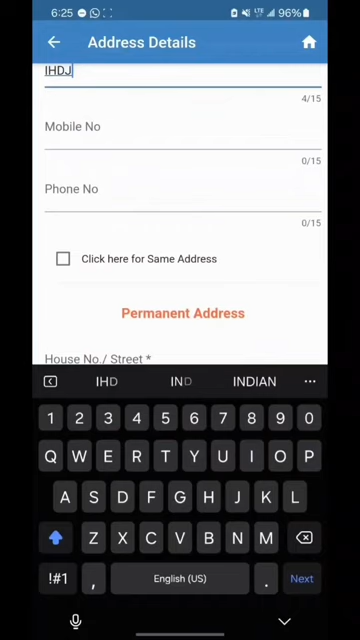 6:25 LTE 96%
Address Details
IHDJ
4/15
Mobile No
0/15
Phone No
0/15
Click here for Same Address
Permanent Address
House No./ Street *
IHD IND INDIAN ...
1 2 3 4 5 6 7 8 9 0
Q W E R T Y U I O P
A S D F G H J K L
Z X C V B N M
!#1 , English (US) . Next